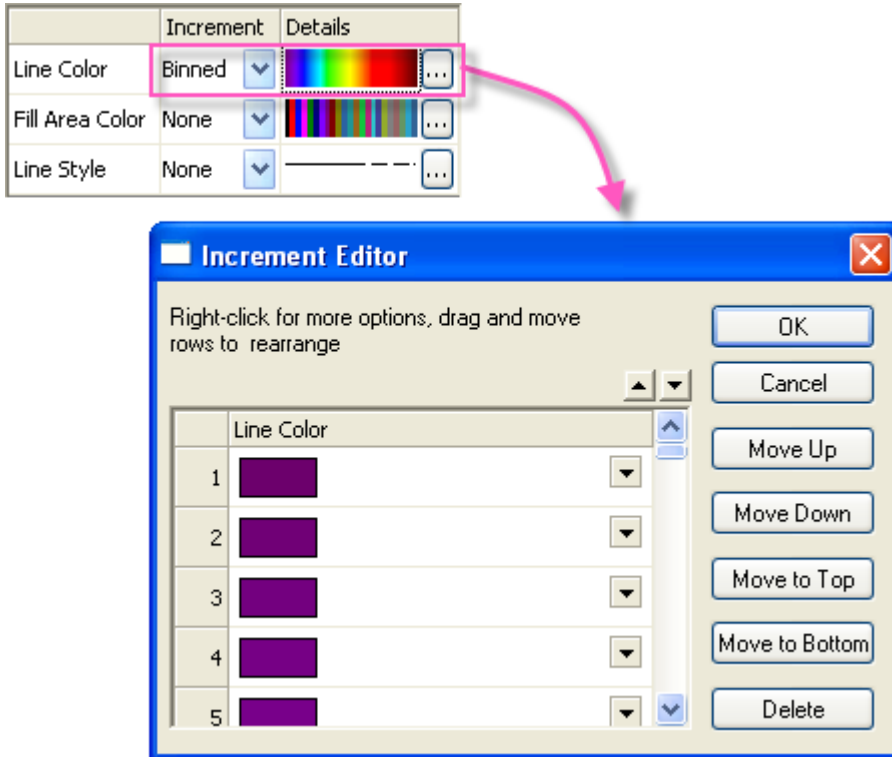 Increment Details
Line Color Binned ...
Fill Area Color None ...
Line Style None ...
Increment Editor
Right-click for more options, drag and move
rows to rearrange
OK
Cancel
Line Color
Move Up
1
Move Down
2
Move to Top
3
Move to Bottom
4
Delete
5